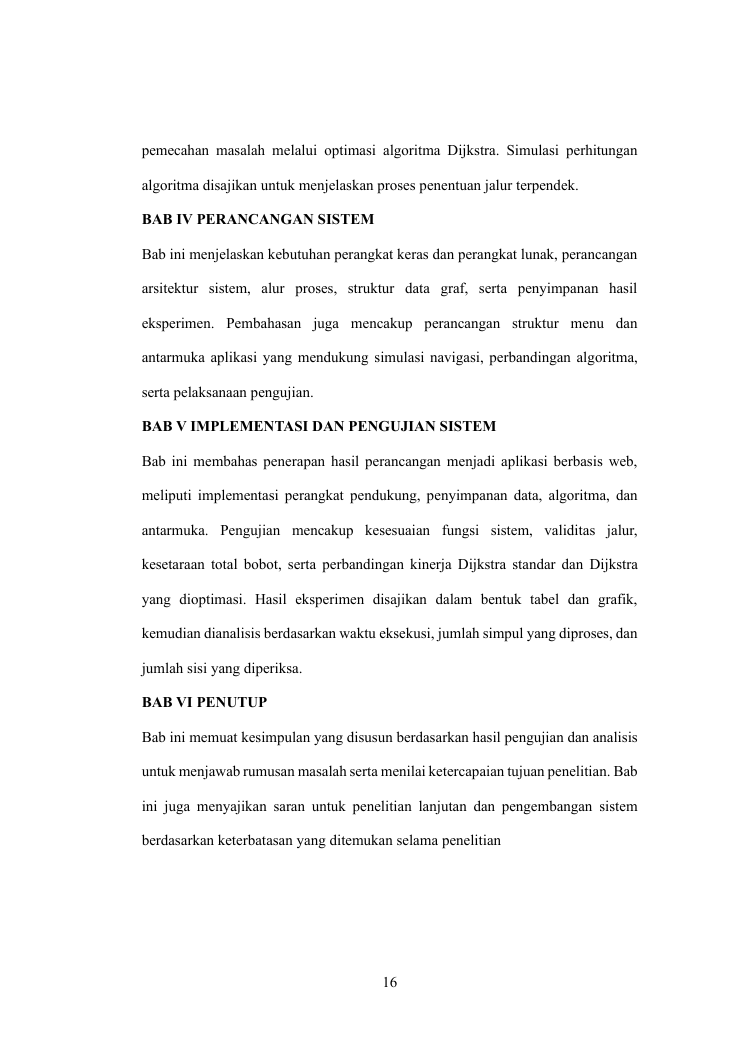 pemecahan masalah melalui optimasi algoritma Dijkstra. Simulasi perhitungan
algoritma disajikan untuk menjelaskan proses penentuan jalur terpendek.
BAB IV PERANCANGAN SISTEM
Bab ini menjelaskan kebutuhan perangkat keras dan perangkat lunak, perancangan
arsitektur sistem, alur proses, struktur data graf, serta penyimpanan hasil
eksperimen. Pembahasan juga mencakup perancangan struktur menu dan
antarmuka aplikasi yang mendukung simulasi navigasi, perbandingan algoritma,
serta pelaksanaan pengujian.
BAB V IMPLEMENTASI DAN PENGUJIAN SISTEM
Bab ini membahas penerapan hasil perancangan menjadi aplikasi berbasis web,
meliputi implementasi perangkat pendukung, penyimpanan data, algoritma, dan
antarmuka. Pengujian mencakup kesesuaian fungsi sistem, validitas jalur,
kesetaraan total bobot, serta perbandingan kinerja Dijkstra standar dan Dijkstra
yang dioptimasi. Hasil eksperimen disajikan dalam bentuk tabel dan grafik,
kemudian dianalisis berdasarkan waktu eksekusi, jumlah simpul yang diproses, dan
jumlah sisi yang diperiksa.
BAB VI PENUTUP
Bab ini memuat kesimpulan yang disusun berdasarkan hasil pengujian dan analisis
untuk menjawab rumusan masalah serta menilai ketercapaian tujuan penelitian. Bab
ini juga menyajikan saran untuk penelitian lanjutan dan pengembangan sistem
berdasarkan keterbatasan yang ditemukan selama penelitian
16